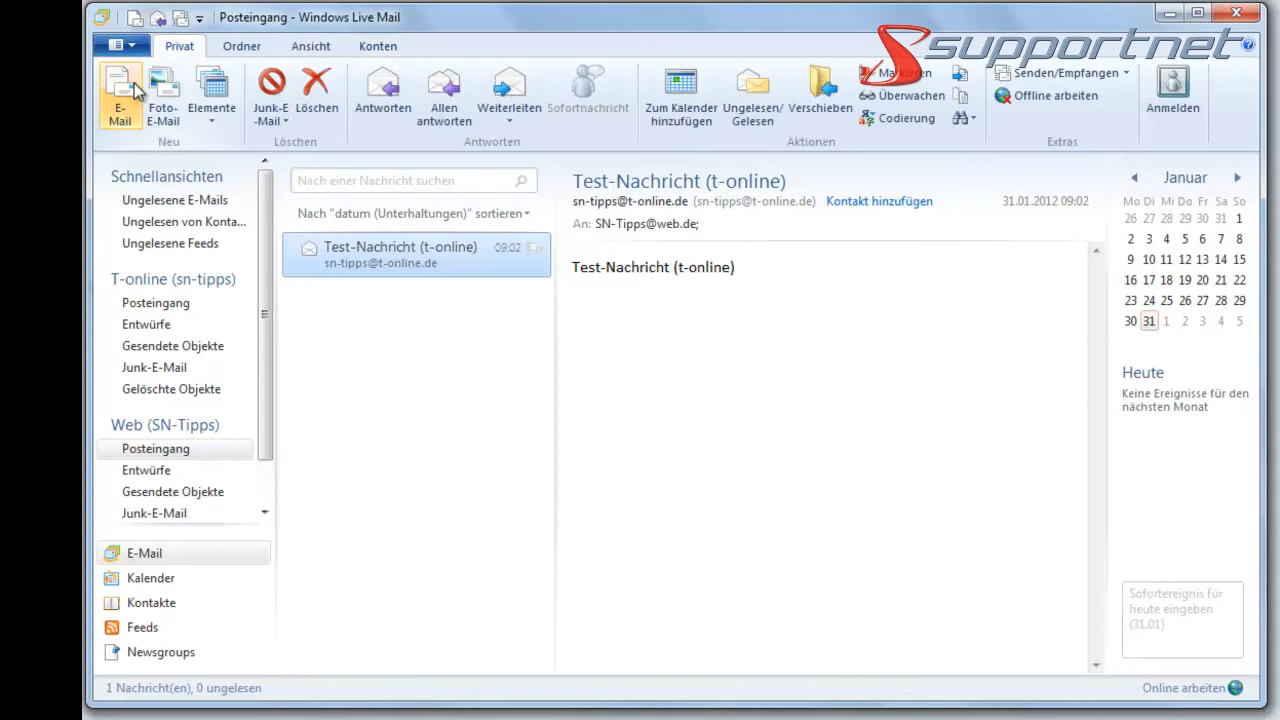 Posteingang - Windows Live Mail
supportnet
Privat Ordner Ansicht Konten
E-
Mail
Foto-
E-Mail
Elemente
Neu
Junk-E
-Mail
Löschen
Löschen
Antworten
Allen
antworten
Weiterleiten
Sofortnachricht
Antworten
Zum Kalender
hinzufügen
Ungelesen/
Gelesen
Verschieben
Markieren
Überwachen
Codierung
Aktionen
Senden/Empfangen
Offline arbeiten
Extras
Anmelden
Schnellansichten
Ungelesene E-Mails
Ungelesen von Konta...
Ungelesene Feeds
T-online (sn-tipps)
Posteingang
Entwürfe
Gesendete Objekte
Junk-E-Mail
Gelöschte Objekte
Web (SN-Tipps)
Posteingang
Entwürfe
Gesendete Objekte
Junk-E-Mail
E-Mail
Kalender
Kontakte
Feeds
Newsgroups
Nach einer Nachricht suchen
Nach "datum (Unterhaltungen)" sortieren
Test-Nachricht (t-online) 09:02
sn-tipps@t-online.de
Test-Nachricht (t-online)
sn-tipps@t-online.de (sn-tipps@t-online.de) Kontakt hinzufügen 31.01.2012 09:02
An: SN-Tipps@web.de;
Test-Nachricht (t-online)
Januar
Mo Di Mi Do Fr Sa So
26 27 28 29 30 31 1
2 3 4 5 6 7 8
9 10 11 12 13 14 15
16 17 18 19 20 21 22
23 24 25 26 27 28 29
30 31 1 2 3 4 5
Heute
Keine Ereignisse für den
nächsten Monat
Sofortereignis für
heute eingeben
(31.01)
1 Nachricht(en), 0 ungelesen
Online arbeiten